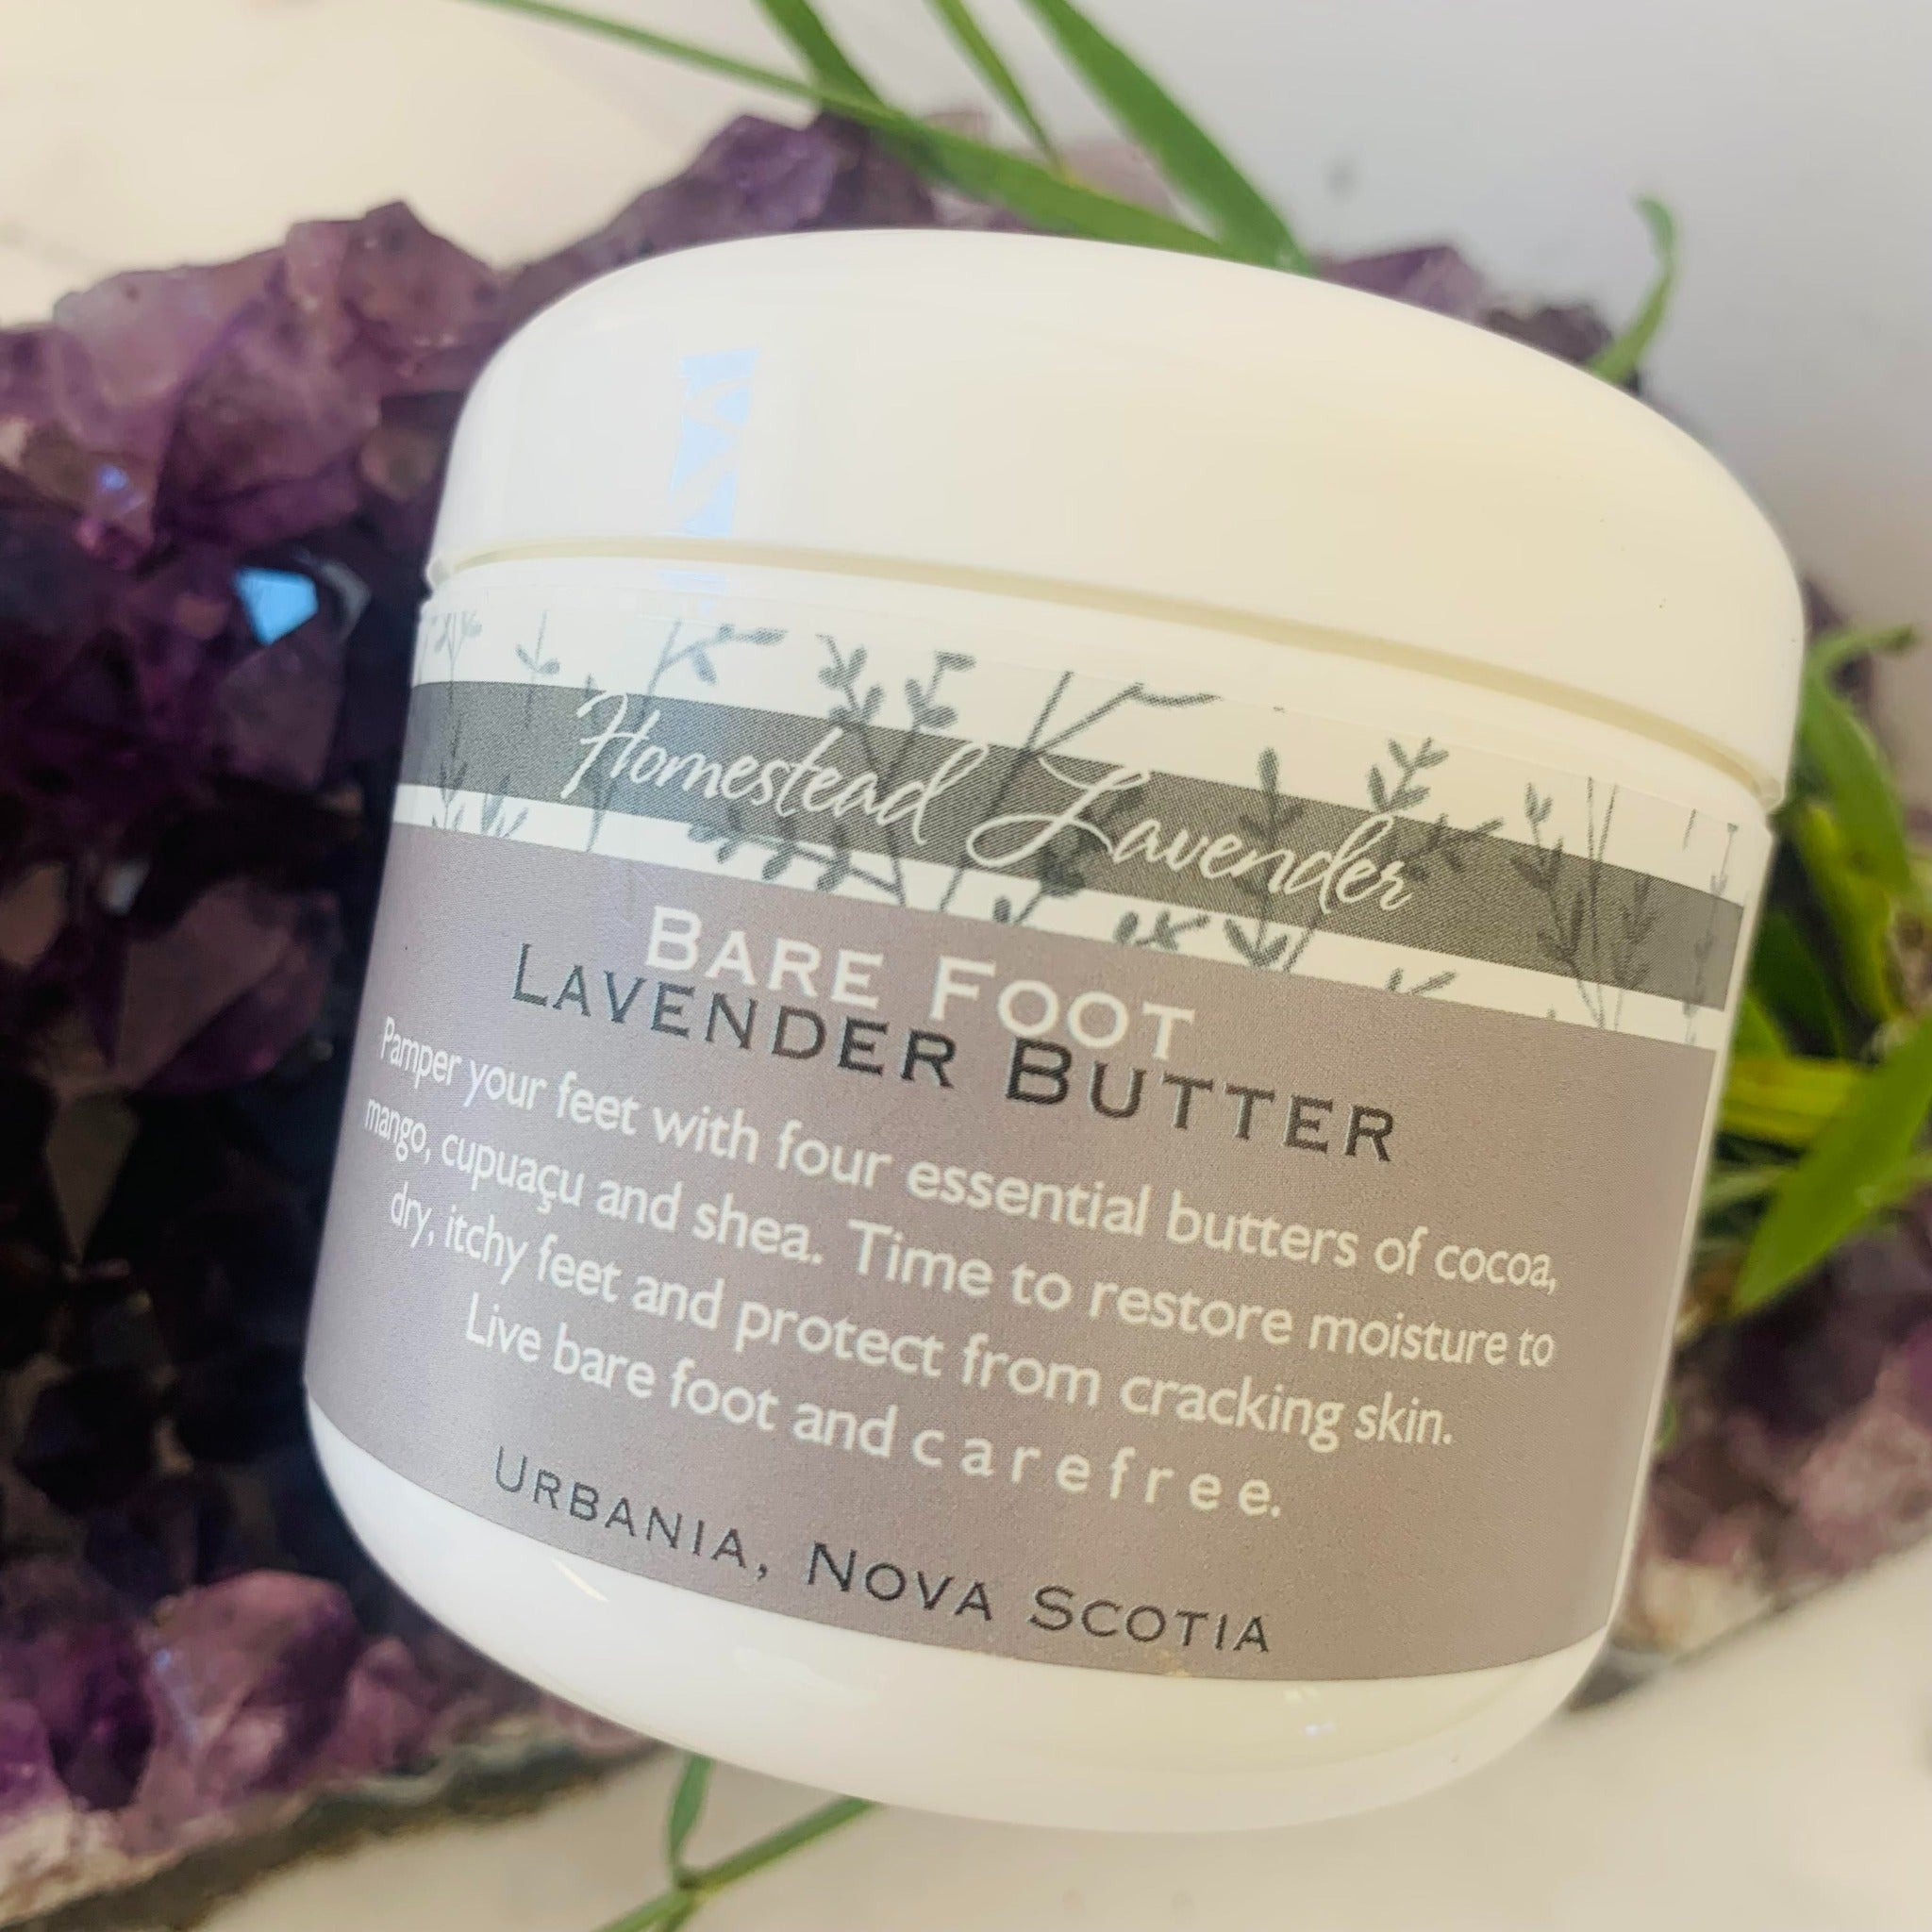 Homestead Lavender
BARE FOOT
LAVENDER BUTTER
Pamper your feet with four essential butters of cocoa,
mango, cupuaçu and shea. Time to restore moisture to
dry, itchy feet and protect from cracking skin.
Live bare foot and c a r e f r e e.
URBANIA, NOVA SCOTIA